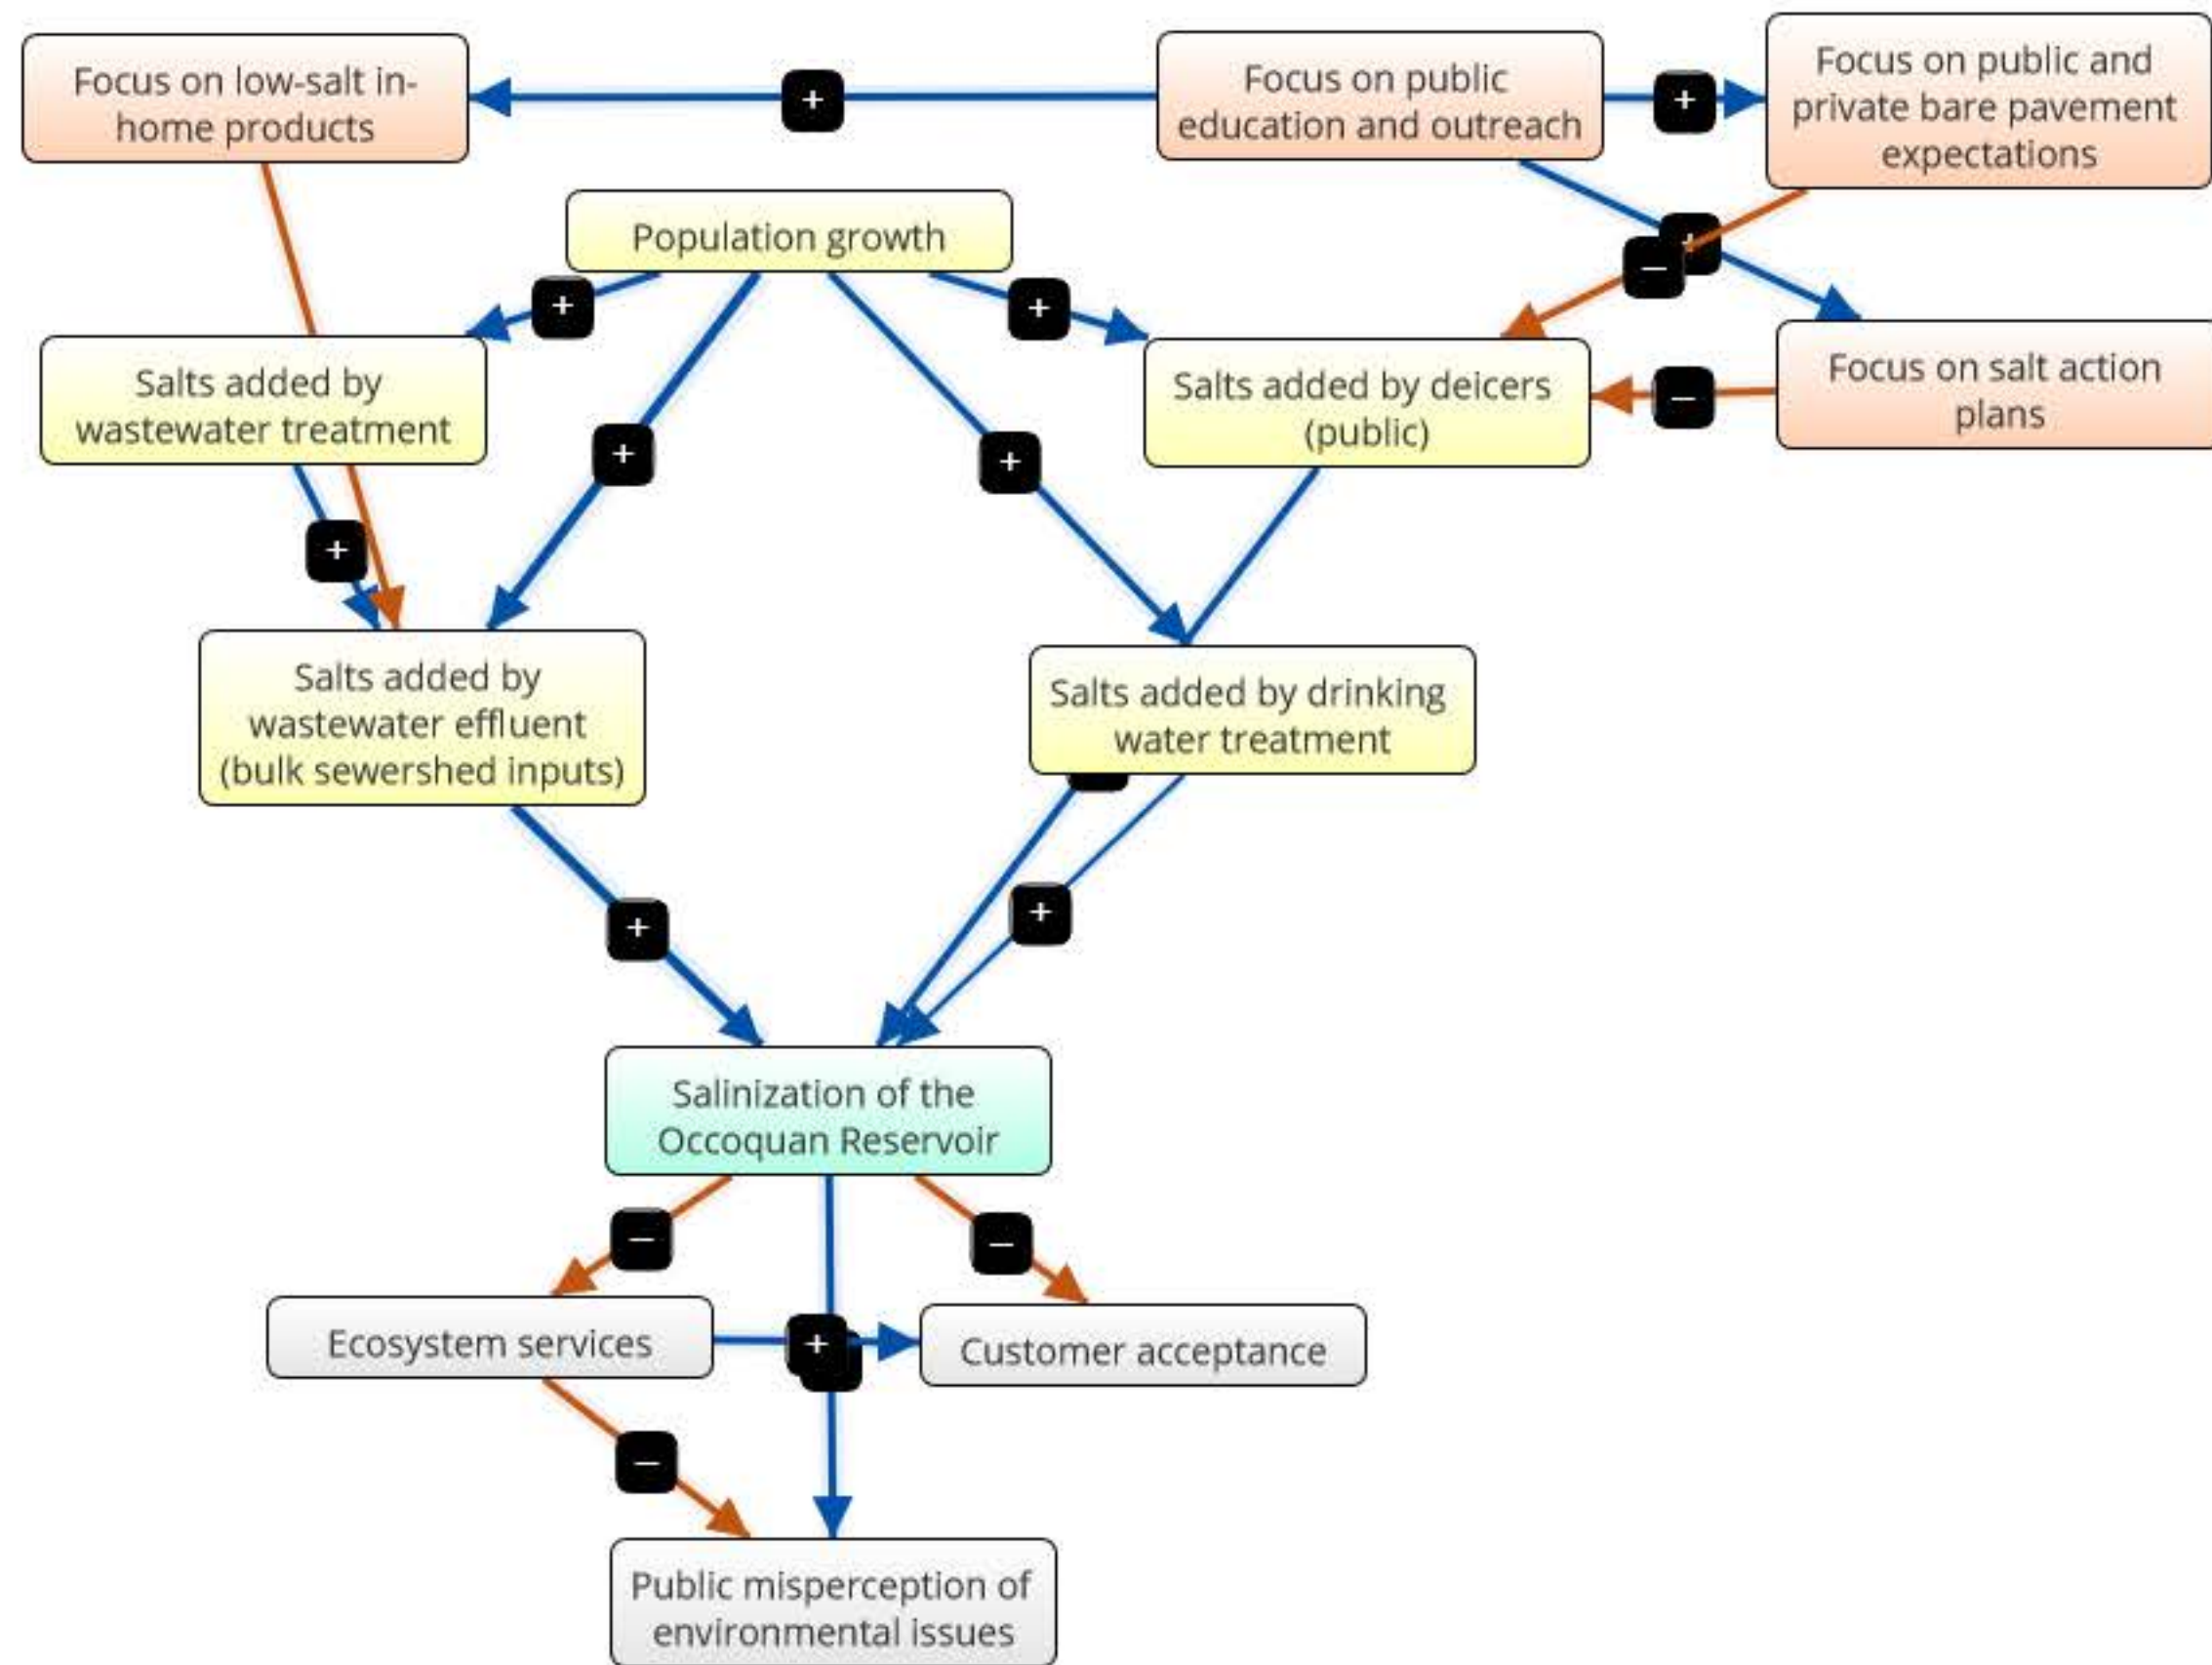 Focus on low-salt in-
home products
Focus on public
education and outreach
Focus on public and
private bare pavement
expectations
+
+
Population growth
+
–
+
+
Salts added by
wastewater treatment
Salts added by deicers
(public)
Focus on salt action
plans
–
+
+
+
Salts added by
wastewater effluent
(bulk sewershed inputs)
Salts added by drinking
water treatment
+
+
Salinization of the
Occoquan Reservoir
–
–
Ecosystem services
+
Customer acceptance
–
Public misperception of
environmental issues